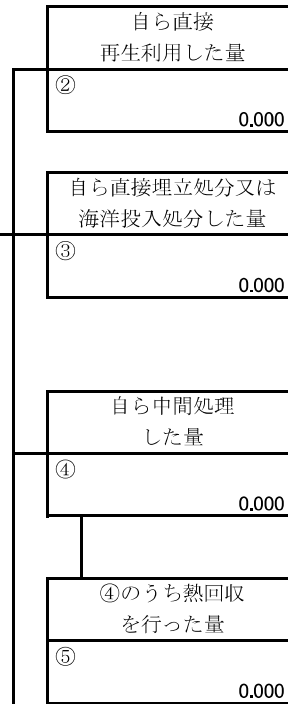 自ら直接
再生利用した量
②
0.000
自ら直接埋立処分又は
海洋投入処分した量
③
0.000
自ら中間処理
した量
④
0.000
④のうち熱回収
を行った量
⑤
0.000